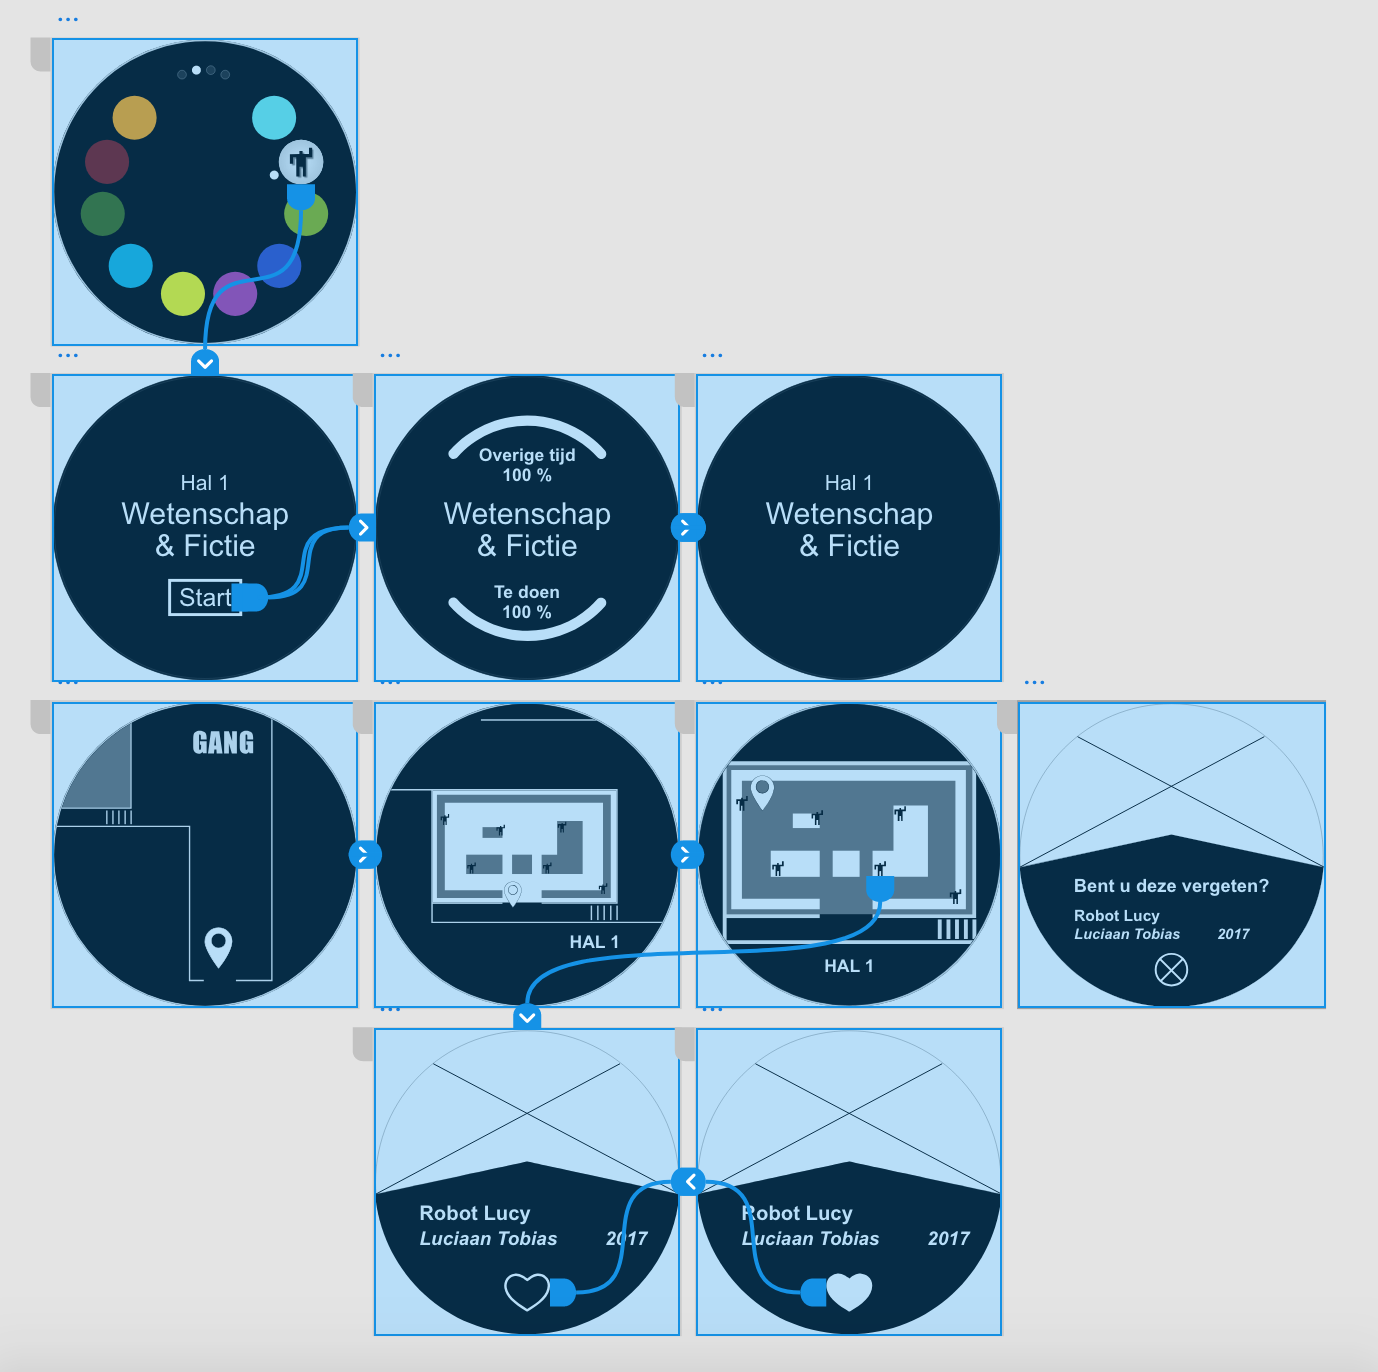 Hal 1
Wetenschap
& Fictie
Start
Overige tijd
100 %
Wetenschap
& Fictie
Te doen
100 %
Hal 1
Wetenschap
& Fictie
GANG
HAL 1
HAL 1
Bent u deze vergeten?
Robot Lucy
Luciaan Tobias 2017
Robot Lucy
Luciaan Tobias 2017
Robot Lucy
Luciaan Tobias 2017